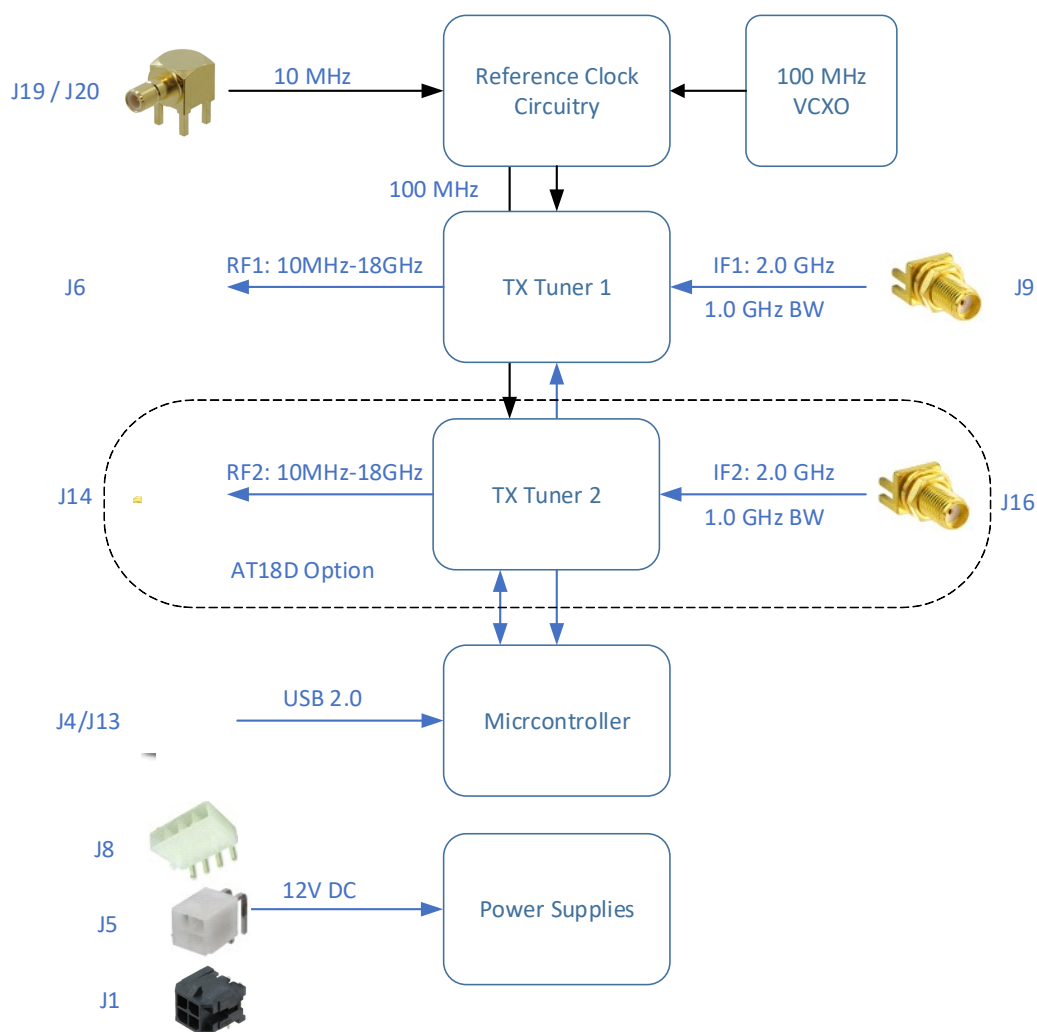 J19 / J20
10 MHz
Reference Clock
Circuitry
100 MHz
VCXO
100 MHz
J6
RF1: 10MHz-18GHz
TX Tuner 1
IF1: 2.0 GHz
1.0 GHz BW
J9
J14
RF2: 10MHz-18GHz
TX Tuner 2
IF2: 2.0 GHz
1.0 GHz BW
J16
AT18D Option
J4/J13
USB 2.0
Micrcontroller
J8
J5
12V DC
Power Supplies
J1